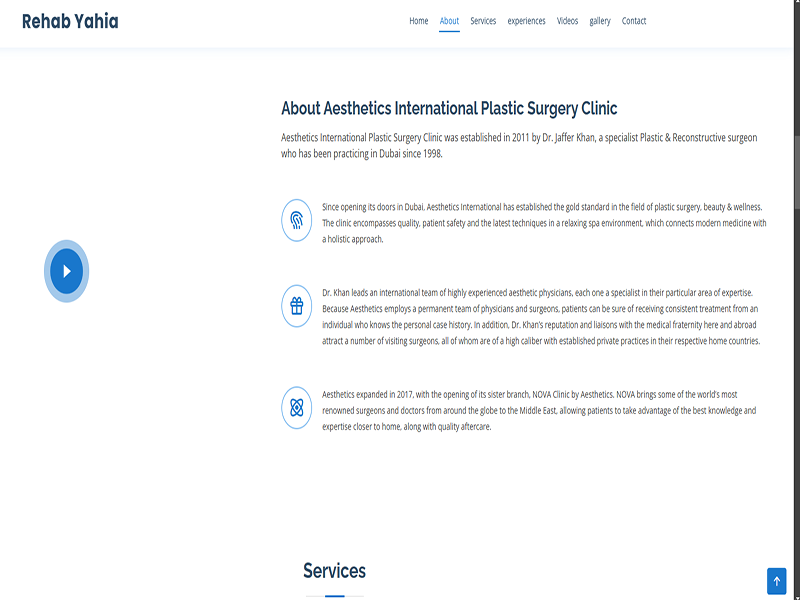 Rehab Yahia
Home About Services experiences Videos gallery Contact
About Aesthetics International Plastic Surgery Clinic
Aesthetics International Plastic Surgery Clinic was established in 2011 by Dr. Jaffer Khan, a specialist Plastic & Reconstructive surgeon
who has been practicing in Dubai since 1998.
Since opening its doors in Dubai, Aesthetics International has established the gold standard in the field of plastic surgery, beauty & wellness.
The clinic encompasses quality, patient safety and the latest techniques in a relaxing spa environment, which connects modern medicine with
a holistic approach.
Dr. Khan leads an international team of highly experienced aesthetic physicians, each one a specialist in their particular area of expertise.
Because Aesthetics employs a permanent team of physicians and surgeons, patients can be sure of receiving consistent treatment from an
individual who knows the personal case history. In addition, Dr. Khan's reputation and liaisons with the medical fraternity here and abroad
attract a number of visiting surgeons, all of whom are of a high caliber with established private practices in their respective home countries.
Aesthetics expanded in 2017, with the opening of its sister branch, NOVA Clinic by Aesthetics. NOVA brings some of the world's most
renowned surgeons and doctors from around the globe to the Middle East, allowing patients to take advantage of the best knowledge and
expertise closer to home, along with quality aftercare.
Services